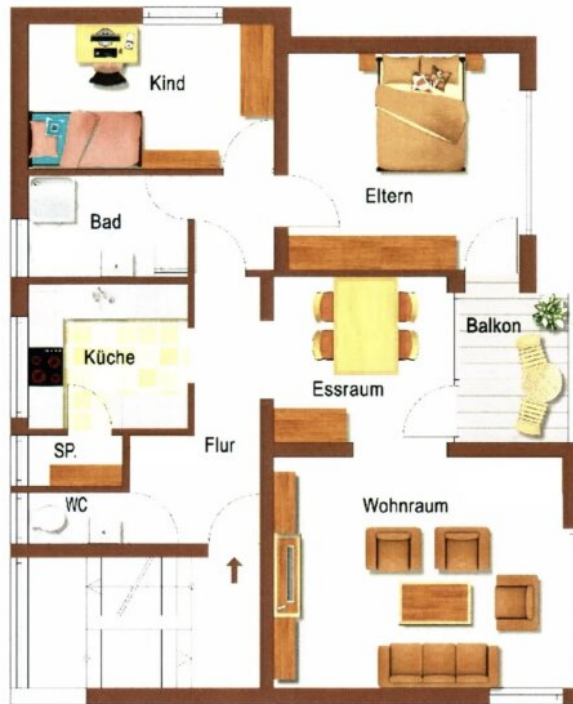 Kind
Eltern
Bad
Küche
Balkon
Essraum
SP.
Flur
WC
Wohnraum